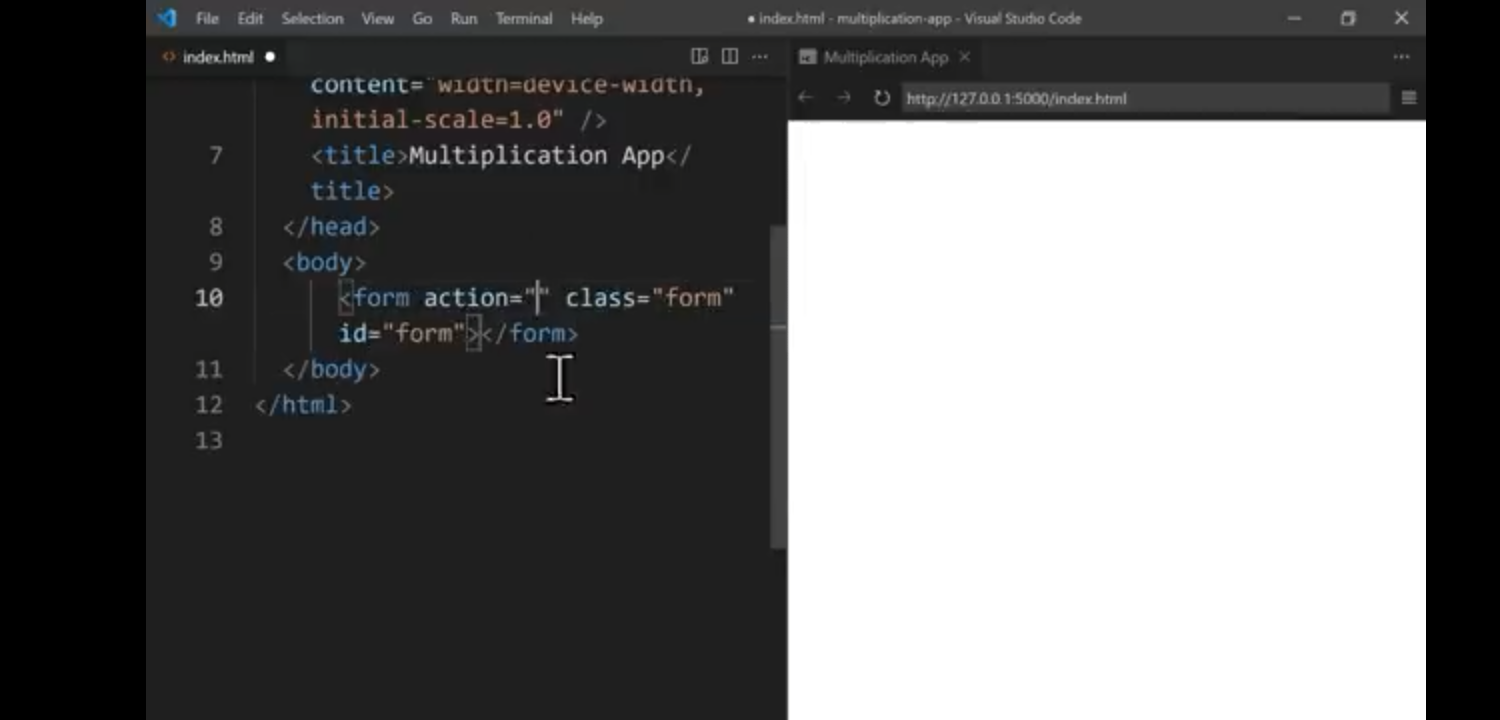 File Edit Selection View Go Run Terminal Help
● index.html - multiplication-app - Visual Studio Code
index.html ●
content="width=device-width,
initial-scale=1.0" />
7 <title>Multiplication App</
title>
8 </head>
9 <body>
10 <form action="" class="form"
id="form"></form>
11 </body>
12 </html>
13
Multiplication App
http://127.0.0.1:5000/index.html